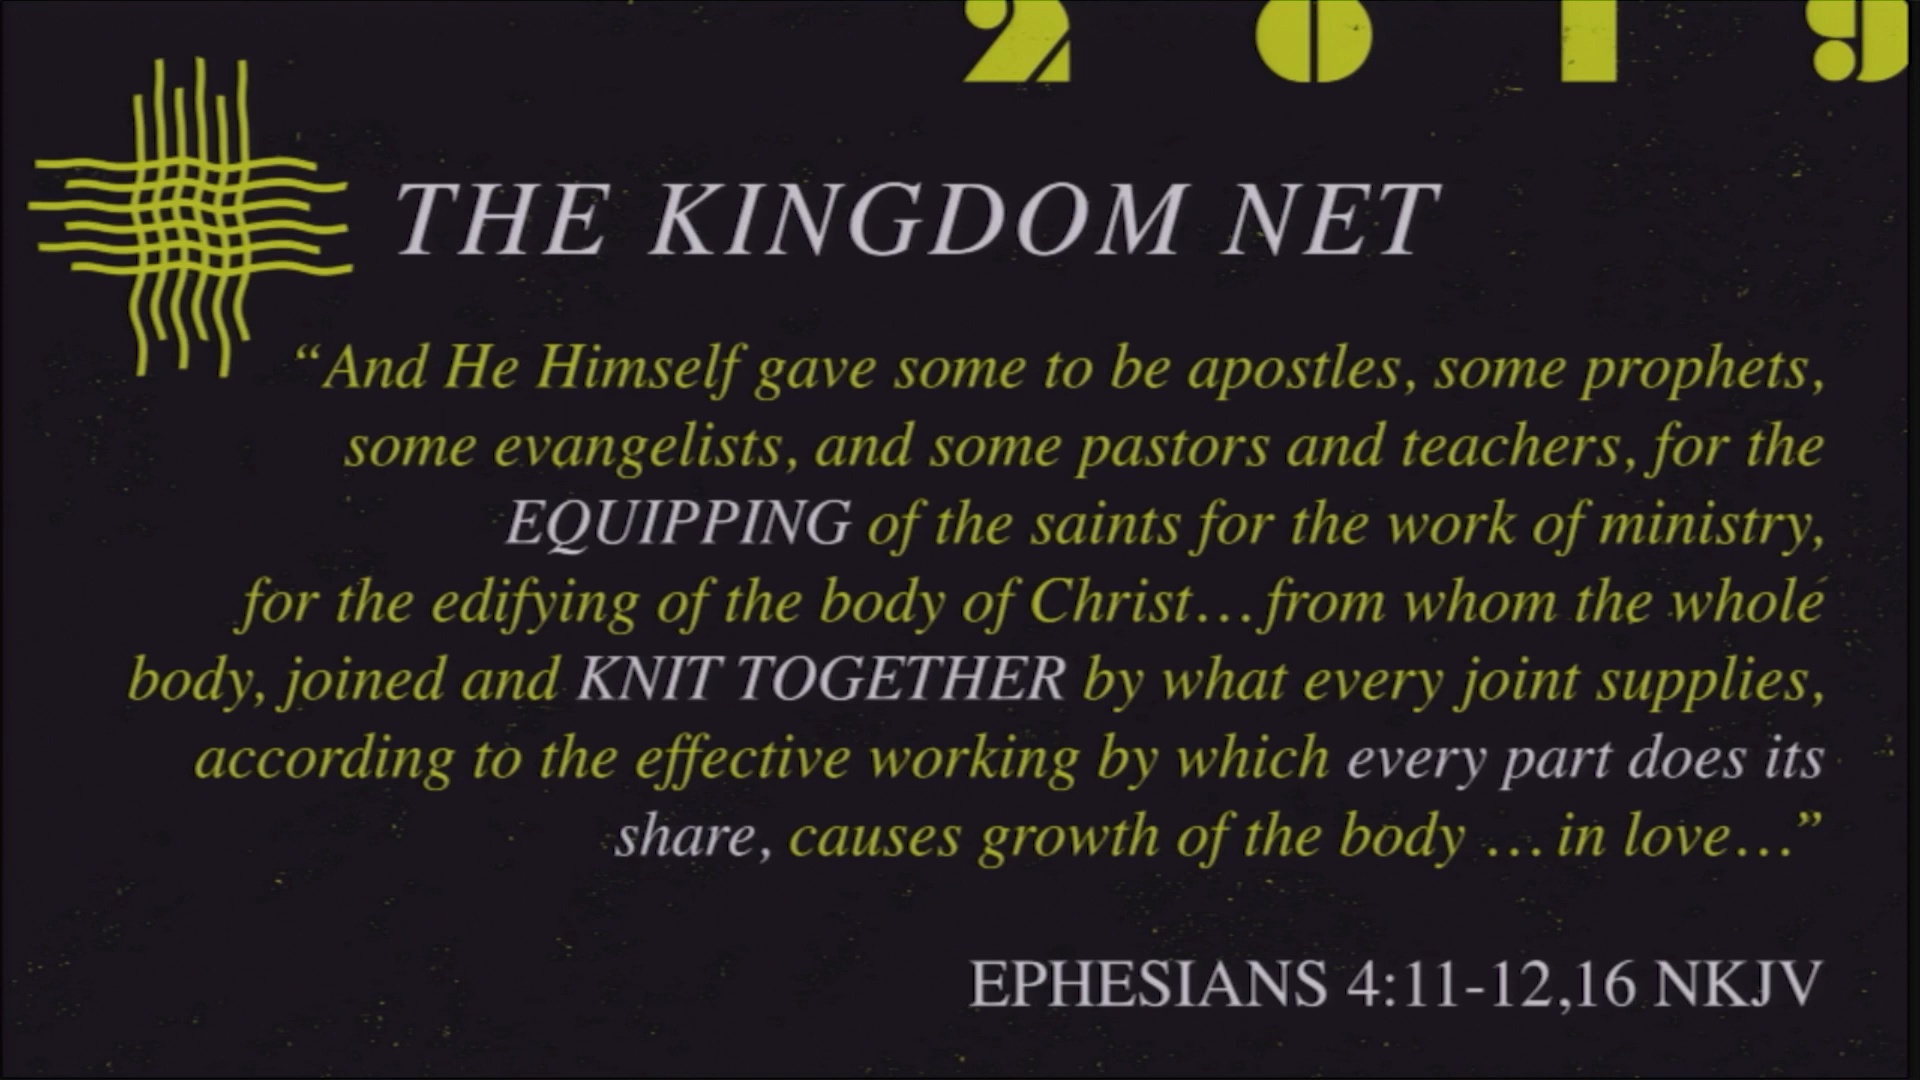 2019
THE KINGDOM NET
“And He Himself gave some to be apostles, some prophets,
some evangelists, and some pastors and teachers, for the
EQUIPPING of the saints for the work of ministry,
for the edifying of the body of Christ…from whom the whole
body, joined and KNIT TOGETHER by what every joint supplies,
according to the effective working by which every part does its
share, causes growth of the body … in love…”
EPHESIANS 4:11-12,16 NKJV